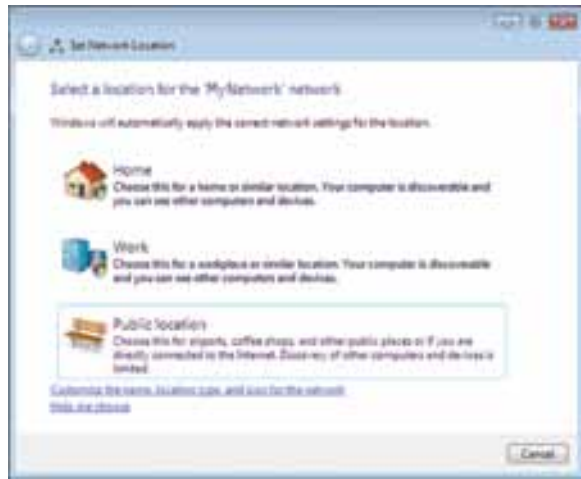 Set Network Location
Select a location for the 'MyNetwork' network
Windows will automatically apply the correct network settings for the location.
Home
Choose this for a home or similar location. Your computer is discoverable and
you can see other computers and devices.
Work
Choose this for a workplace or similar location. Your computer is discoverable
and you can see other computers and devices.
Public location
Choose this for airports, coffee shops, and other public places or if you are
directly connected to the Internet. Discovery of other computers and devices is
limited.
Customize the name, location type, and icon for the network
Help me choose
Cancel